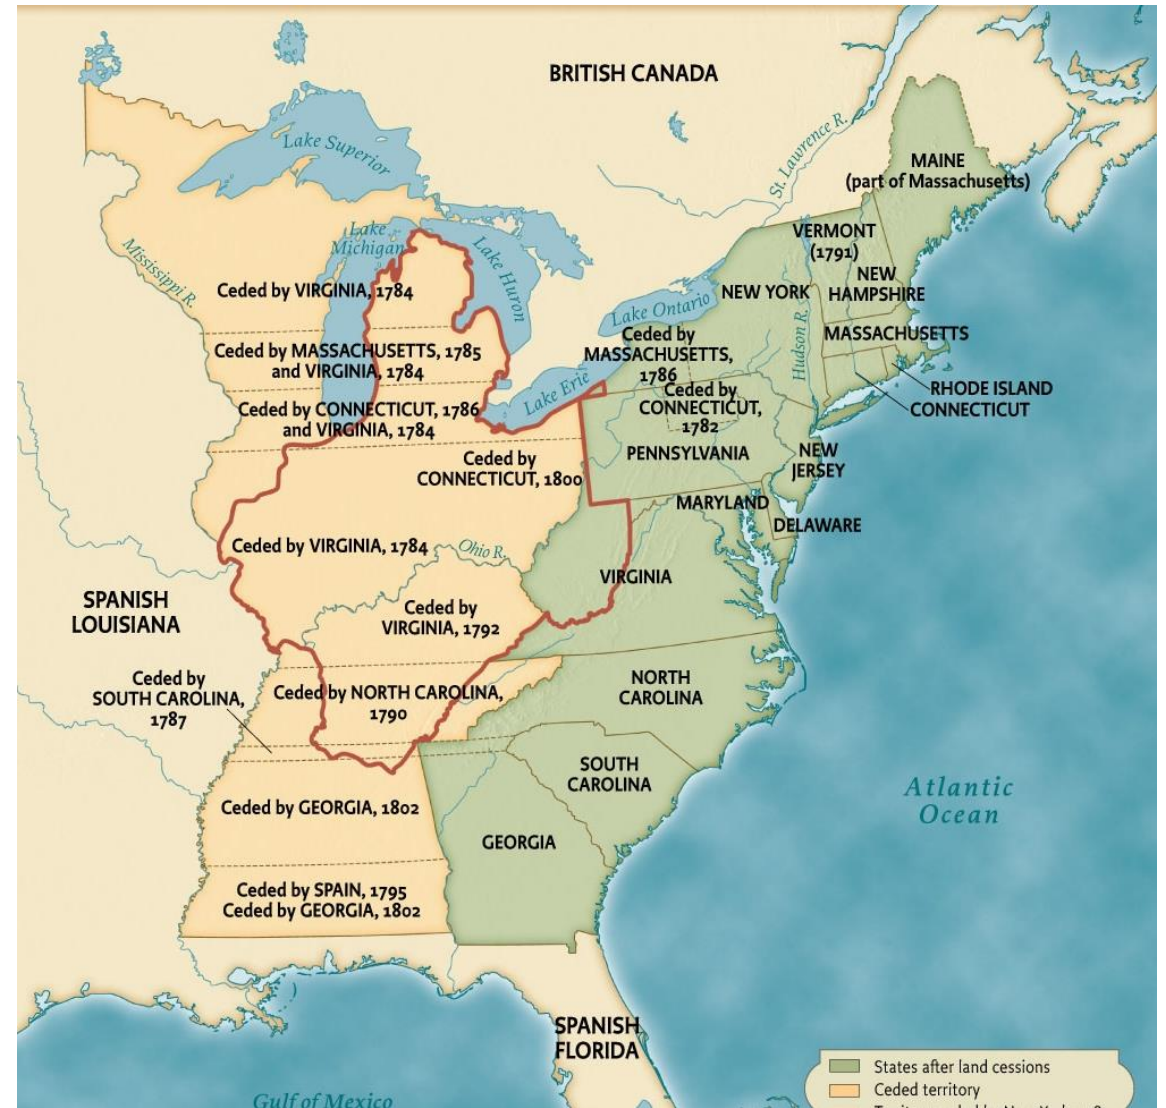 BRITISH CANADA
Lake Superior
St. Lawrence R.
MAINE
(part of Massachusetts)
Mississippi R.
Lake
Michigan
Lake Huron
VERMONT
(1791)
NEW
HAMPSHIRE
NEW YORK
Hudson R.
Lake Ontario
MASSACHUSETTS
Ceded by VIRGINIA, 1784
Ceded by
MASSACHUSETTS,
1786
Ceded by MASSACHUSETTS, 1785
and VIRGINIA, 1784
Lake Erie
RHODE ISLAND
CONNECTICUT
Ceded by
CONNECTICUT,
1782
Ceded by CONNECTICUT, 1786
and VIRGINIA, 1784
PENNSYLVANIA
NEW
JERSEY
Ceded by
CONNECTICUT, 1800
MARYLAND
DELAWARE
Ceded by VIRGINIA, 1784
Ohio R.
VIRGINIA
SPANISH
LOUISIANA
Ceded by
VIRGINIA, 1792
Ceded by
SOUTH CAROLINA,
1787
Ceded by NORTH CAROLINA,
1790
NORTH
CAROLINA
SOUTH
CAROLINA
Atlantic
Ocean
Ceded by GEORGIA, 1802
GEORGIA
Ceded by SPAIN, 1795
Ceded by GEORGIA, 1802
SPANISH
FLORIDA
Gulf of Mexico
States after land cessions
Ceded territory